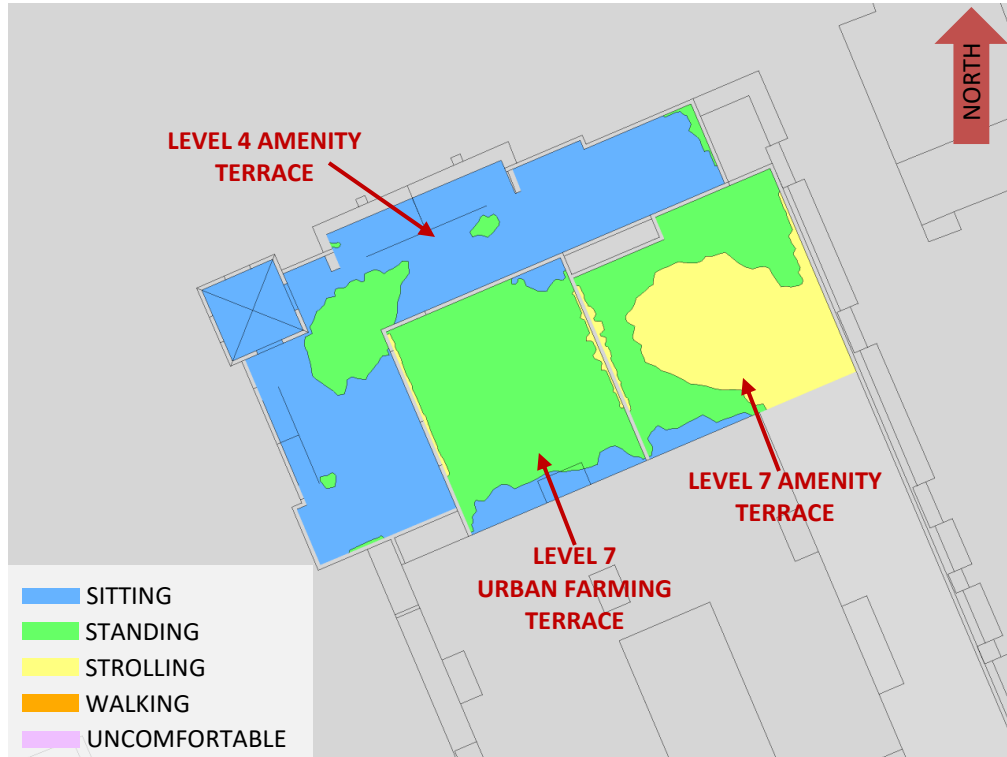 NORTH
LEVEL 4 AMENITY
TERRACE
LEVEL 7 AMENITY
TERRACE
LEVEL 7
URBAN FARMING
TERRACE
SITTING
STANDING
STROLLING
WALKING
UNCOMFORTABLE